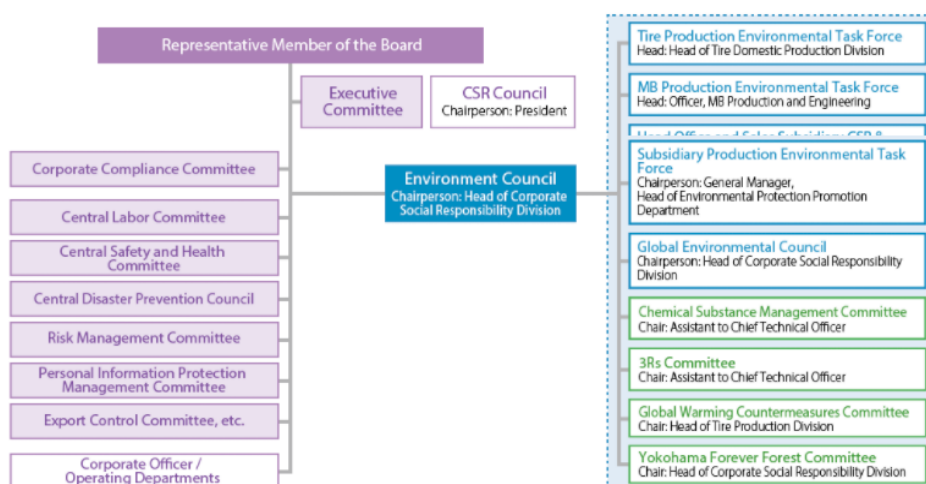 Representative Member of the Board
Executive
Committee
CSR Council
Chairperson: President
Corporate Compliance Committee
Central Labor Committee
Central Safety and Health
Committee
Central Disaster Prevention Council
Risk Management Committee
Personal Information Protection
Management Committee
Export Control Committee, etc.
Corporate Officer /
Operating Departments
Environment Council
Chairperson: Head of Corporate
Social Responsibility Division
Tire Production Environmental Task Force
Head: Head of Tire Domestic Production Division
MB Production Environmental Task Force
Head: Officer, MB Production and Engineering
Head Office and Sales Subsidiary CSR &
Subsidiary Production Environmental Task
Force
Chairperson: General Manager,
Head of Environmental Protection Promotion
Department
Global Environmental Council
Chairperson: Head of Corporate Social Responsibility
Division
Chemical Substance Management Committee
Chair: Assistant to Chief Technical Officer
3Rs Committee
Chair: Assistant to Chief Technical Officer
Global Warming Countermeasures Committee
Chair: Head of Tire Production Division
Yokohama Forever Forest Committee
Chair: Head of Corporate Social Responsibility Division